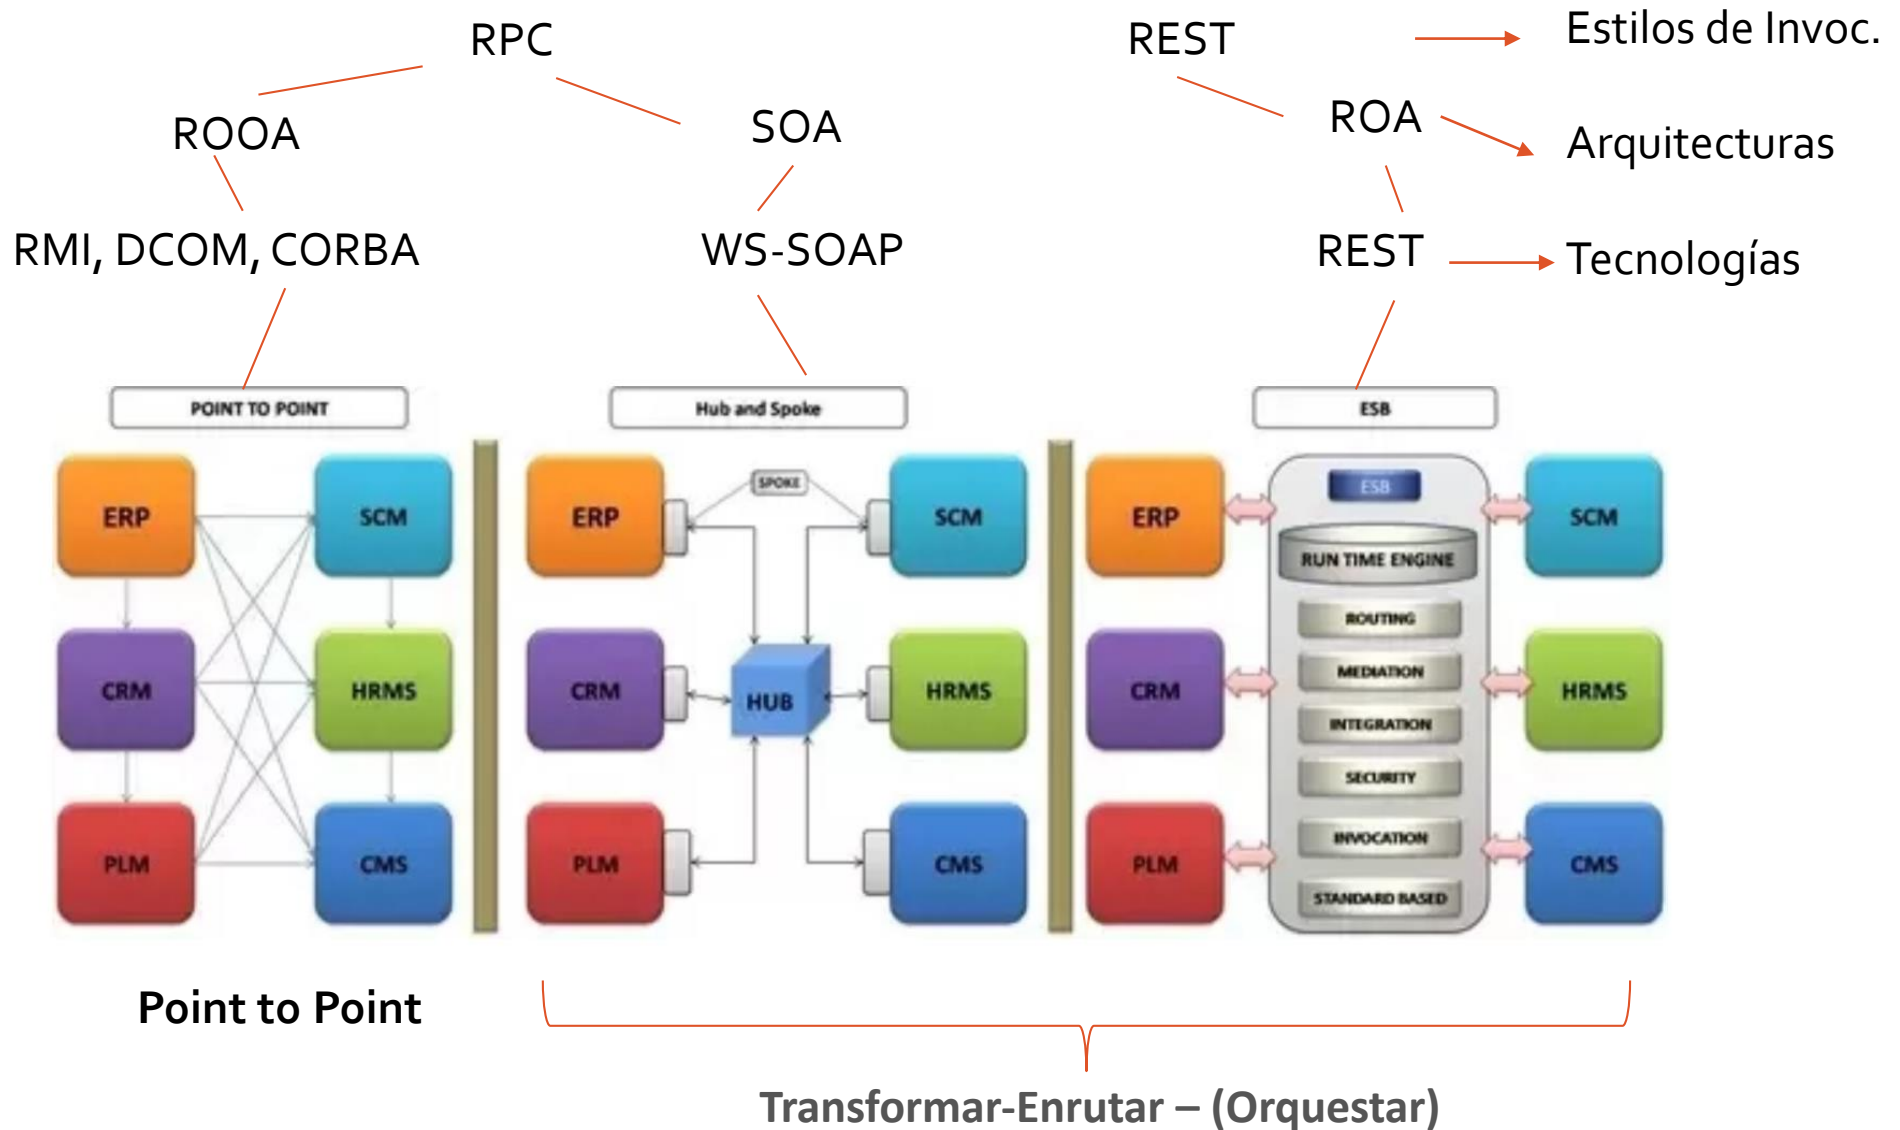 RPC
REST
Estilos de Invoc.
ROOA
SOA
ROA
Arquitecturas
RMI, DCOM, CORBA
WS-SOAP
REST
Tecnologías
POINT TO POINT
Hub and Spoke
ESB
ERP
SCM
CRM
HRMS
PLM
CMS
SPOKE
ERP
SCM
CRM
HUB
HRMS
PLM
CMS
ESB
ERP
SCM
RUN TIME ENGINE
ROUTING
MEDIATION
CRM
HRMS
INTEGRATION
SECURITY
INVOCATION
PLM
CMS
STANDARD BASED
Point to Point
Transformar-Enrutar – (Orquestar)